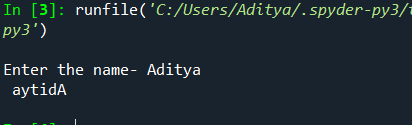 In [3]: runfile('C:/Users/Aditya/.spyder-py3/
py3')
Enter the name- Aditya
aytidA